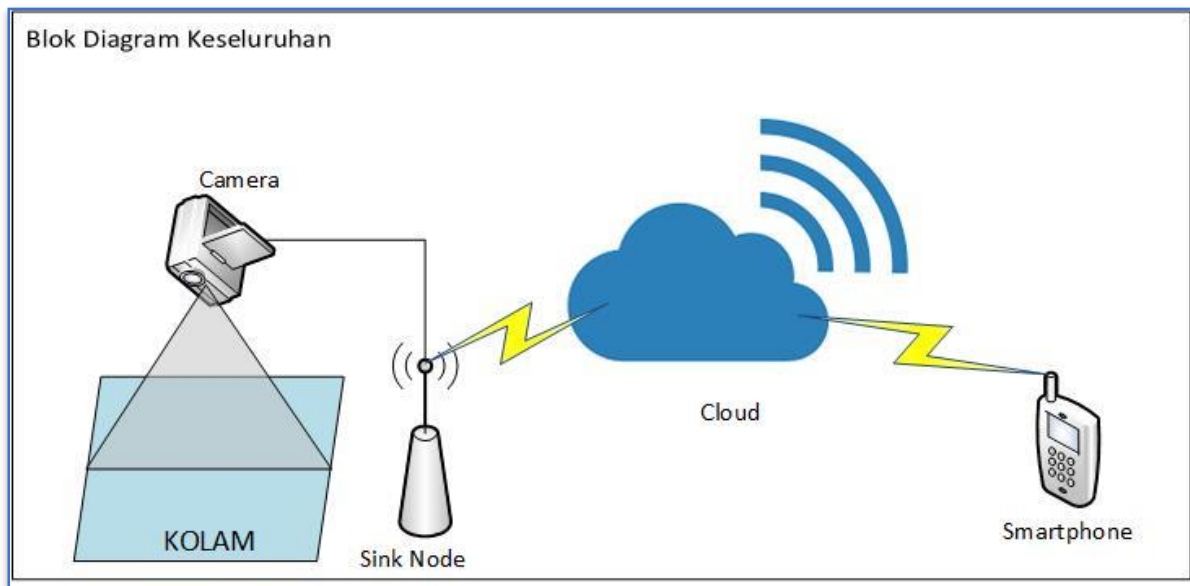 Blok Diagram Keseluruhan
Camera
Cloud
KOLAM
Sink Node
Smartphone